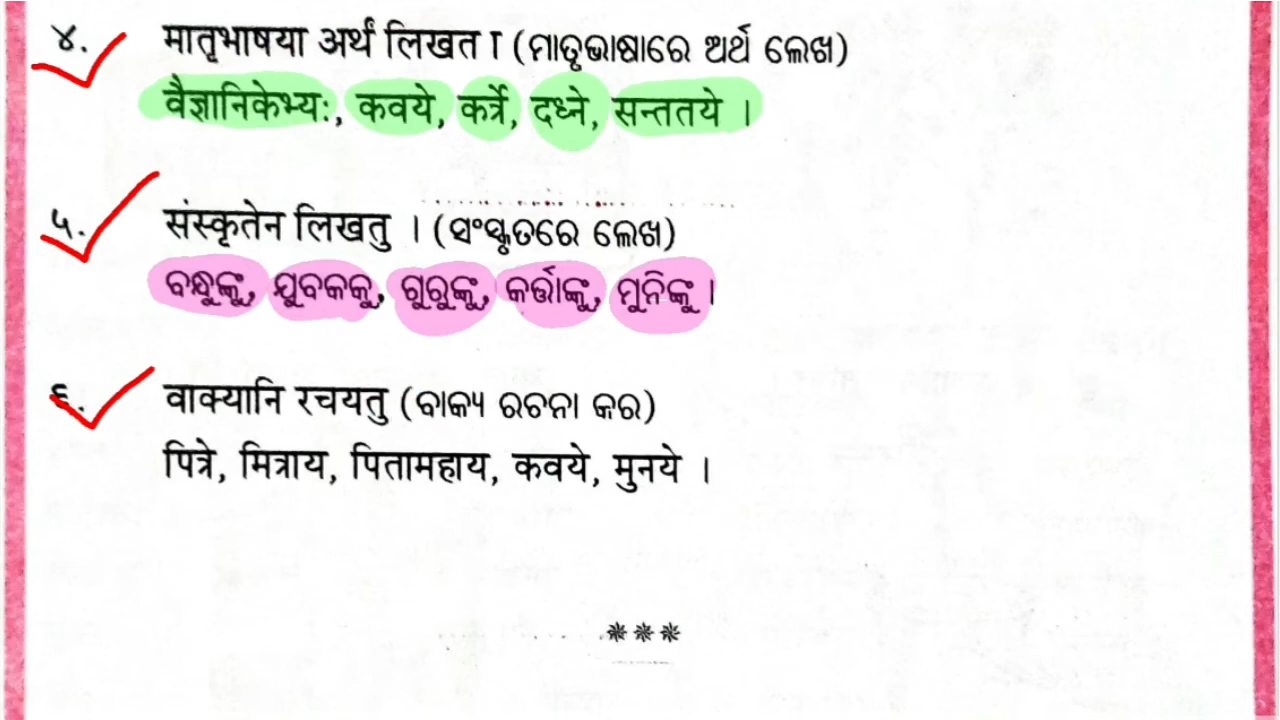 ४. मातृभाषया अर्थं लिखत । (ମାତୃଭାଷାରେ ଅର୍ଥ ଲେଖ)
वैज्ञानिकेभ्यः, कवये, कर्त्रे, दध्ने, सन्ततये ।
५. संस्कृतेन लिखतु । (ସଂସ୍କୃତରେ ଲେଖ)
ବନ୍ଧୁଙ୍କୁ, ଯୁବକକୁ, ଗୁରୁଙ୍କୁ, କର୍ତ୍ତାଙ୍କୁ, ମୁନିଙ୍କୁ ।
६. वाक्यानि रचयतु (ବାକ୍ୟ ରଚନା କର)
पित्रे, मित्राय, पितामहाय, कवये, मुनये ।